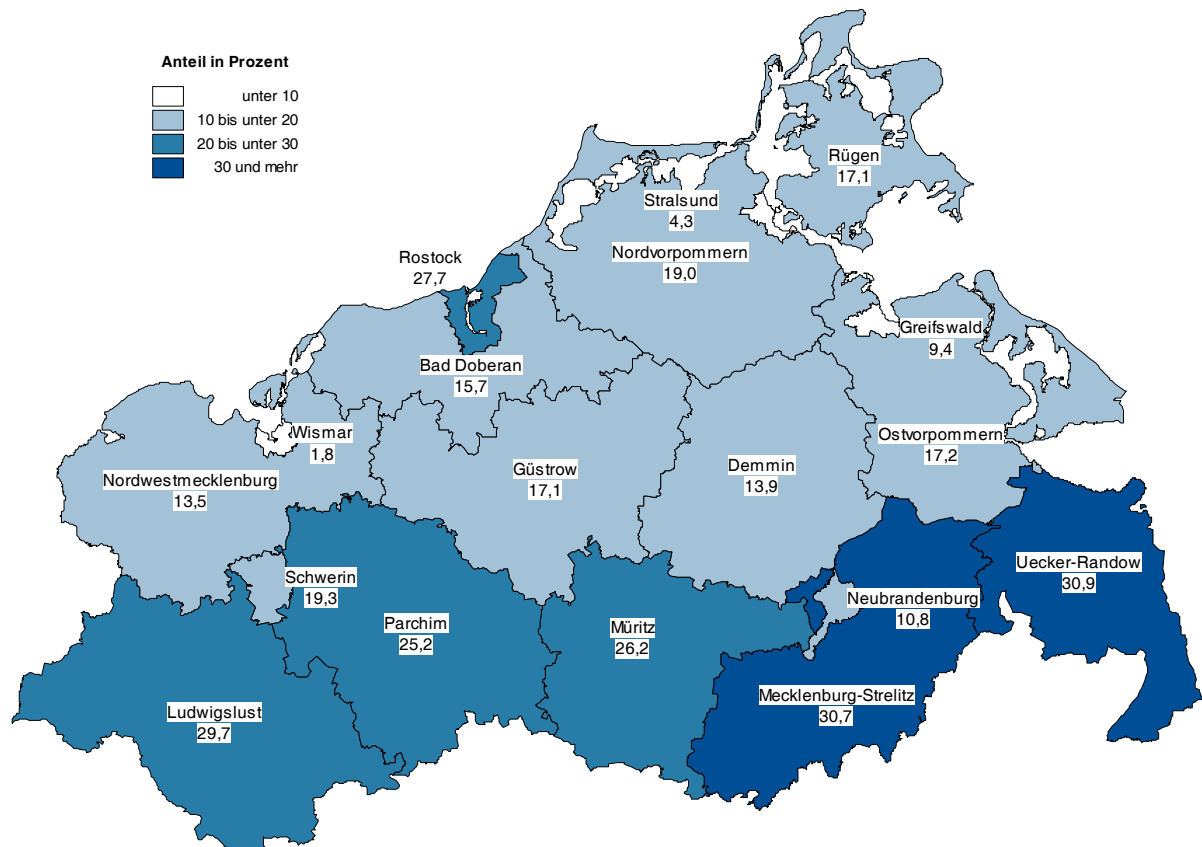 Anteil in Prozent
unter 10
10 bis unter 20
20 bis unter 30
30 und mehr
Rügen
17,1
Stralsund
4,3
Nordvorpommern
19,0
Rostock
27,7
Greifswald
9,4
Bad Doberan
15,7
Wismar
1,8
Ostvorpommern
17,2
Nordwestmecklenburg
13,5
Güstrow
17,1
Demmin
13,9
Uecker-Randow
30,9
Schwerin
19,3
Neubrandenburg
10,8
Parchim
25,2
Müritz
26,2
Mecklenburg-Strelitz
30,7
Ludwigslust
29,7